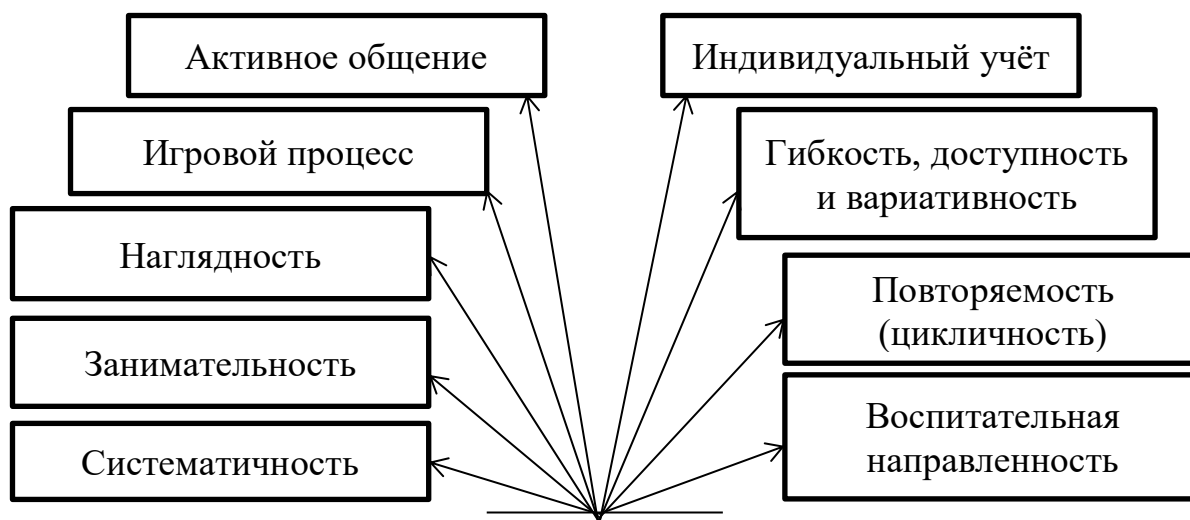 Активное общение
Индивидуальный учёт
Игровой процесс
Гибкость, доступность
и вариативность
Наглядность
Повторяемость
(цикличность)
Занимательность
Воспитательная
направленность
Систематичность